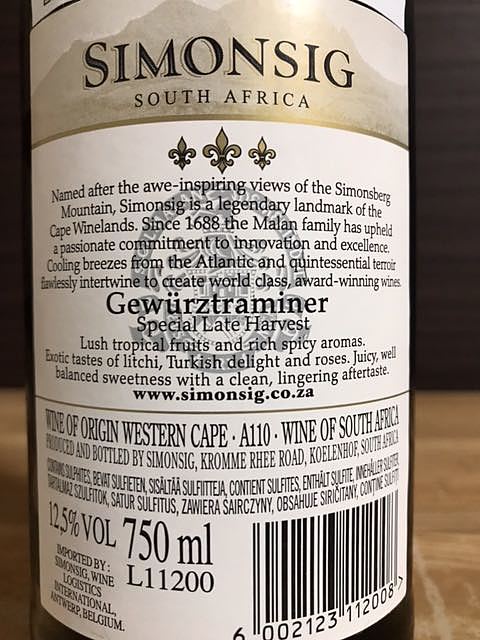 SIMONSIG
SOUTH AFRICA
Named after the awe-inspiring views of the Simonsberg
Mountain, Simonsig is a legendary landmark of the
Cape Winelands. Since 1688 the Malan family has upheld
a passionate commitment to innovation and excellence.
Cooling breezes from the Atlantic and quintessential terroir
flawlessly intertwine to create world class, award-winning wines.
Gewürztraminer
Special Late Harvest
Lush tropical fruits and rich spicy aromas.
Exotic tastes of litchi, Turkish delight and roses. Juicy, well
balanced sweetness with a clean, lingering aftertaste.
www.simonsig.co.za
WINE OF ORIGIN WESTERN CAPE · A110 · WINE OF SOUTH AFRICA
PRODUCED AND BOTTLED BY SIMONSIG, KROMME RHEE ROAD, KOELENHOF, SOUTH AFRICA
CONTAINS SULPHITES, BEVAT SULFIETEN, SISÄLTÄÄ SULFIITTEJA, CONTIENT SULFITES, ENTHÄLT SULFITE, INNEHÅLLER SULFITER,
TARTALMAZ SZULFITOK, SATUR SULFITUS, ZAWIERA SAIRCZYNY, OBSAHUJE SIRIČITANY, CONTINE SULFITI
12,5% VOL 750 ml
L11200
IMPORTED BY:
SIMONSIG, WINE
LOGISTICS
INTERNATIONAL,
ANTWERP, BELGIUM.
6 002123 112008 >